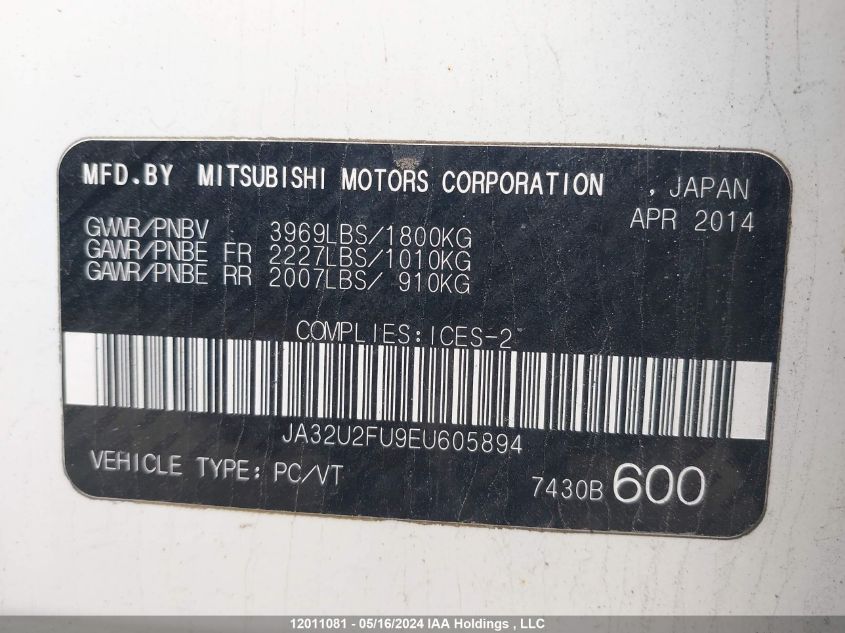 MFD.BY MITSUBISHI MOTORS CORPORATION , JAPAN
APR 2014
GVWR/PNBV 3969LBS/1800KG
GAWR/PNBE FR 2227LBS/1010KG
GAWR/PNBE RR 2007LBS/ 910KG
COMPLIES:ICES-2
JA32U2FU9EU605894
VEHICLE TYPE: PC/VT
7430B 600
12011081 - 05/16/2024 IAA Holdings , LLC